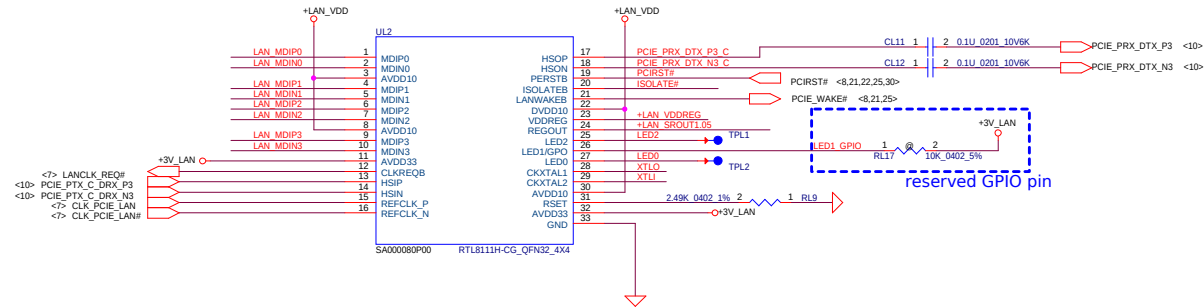 +LAN_VDD
+LAN_VDD
UL2
LAN_MDIP0 1 MDIP0
LAN_MDIN0 2 MDIN0
3 AVDD10
LAN_MDIP1 4 MDIP1
LAN_MDIN1 5 MDIN1
LAN_MDIP2 6 MDIP2
LAN_MDIN2 7 MDIN2
8 AVDD10
LAN_MDIP3 9 MDIP3
LAN_MDIN3 10 MDIN3
+3V_LAN 11 AVDD33
<7> LANCLK_REQ# 12 CLKREQB
<10> PCIE_PTX_C_DRX_P3 13 HSIP
<10> PCIE_PTX_C_DRX_N3 14 HSIN
<7> CLK_PCIE_LAN 15 REFCLK_P
<7> CLK_PCIE_LAN# 16 REFCLK_N
HSOP 17 PCIE_PRX_DTX_P3_C CL11 1 2 0.1U_0201_10V6K PCIE_PRX_DTX_P3 <10>
HSON 18 PCIE_PRX_DTX_N3_C CL12 1 2 0.1U_0201_10V6K PCIE_PRX_DTX_N3 <10>
PERSTB 19 PCIRST# PCIRST# <8,21,22,25,30>
ISOLATEB 20 ISOLATE#
LANWAKEB 21 PCIE_WAKE# <8,21,25>
DVDD10 22
VDDREG 23 +LAN_VDDREG
REGOUT 24 +LAN_SROUT1.05
LED2 25 LED2 TPL1
LED1/GPO 26 LED1_GPIO RL17 1 @ 2 10K_0402_5% +3V_LAN
LED0 27 LED0 TPL2
CKXTAL1 28 XTLO
CKXTAL2 29 XTLI
AVDD10 30
RSET 31 2.49K_0402_1% 2 1 RL9
AVDD33 32 +3V_LAN
GND 33
reserved GPIO pin
SA000080P00 RTL8111H-CG_QFN32_4X4